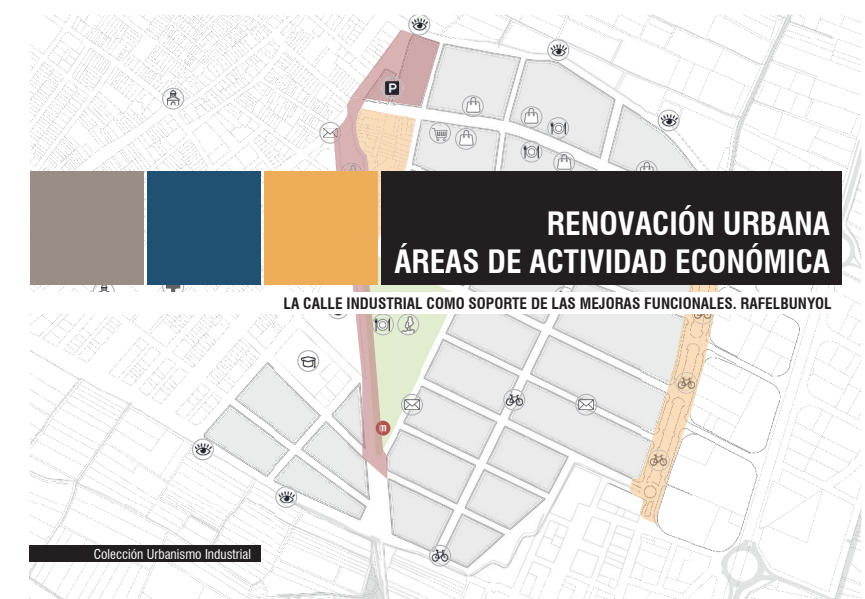 P
RENOVACIÓN URBANA
ÁREAS DE ACTIVIDAD ECONÓMICA
LA CALLE INDUSTRIAL COMO SOPORTE DE LAS MEJORAS FUNCIONALES. RAFELBUNYOL
m
Colección Urbanismo Industrial